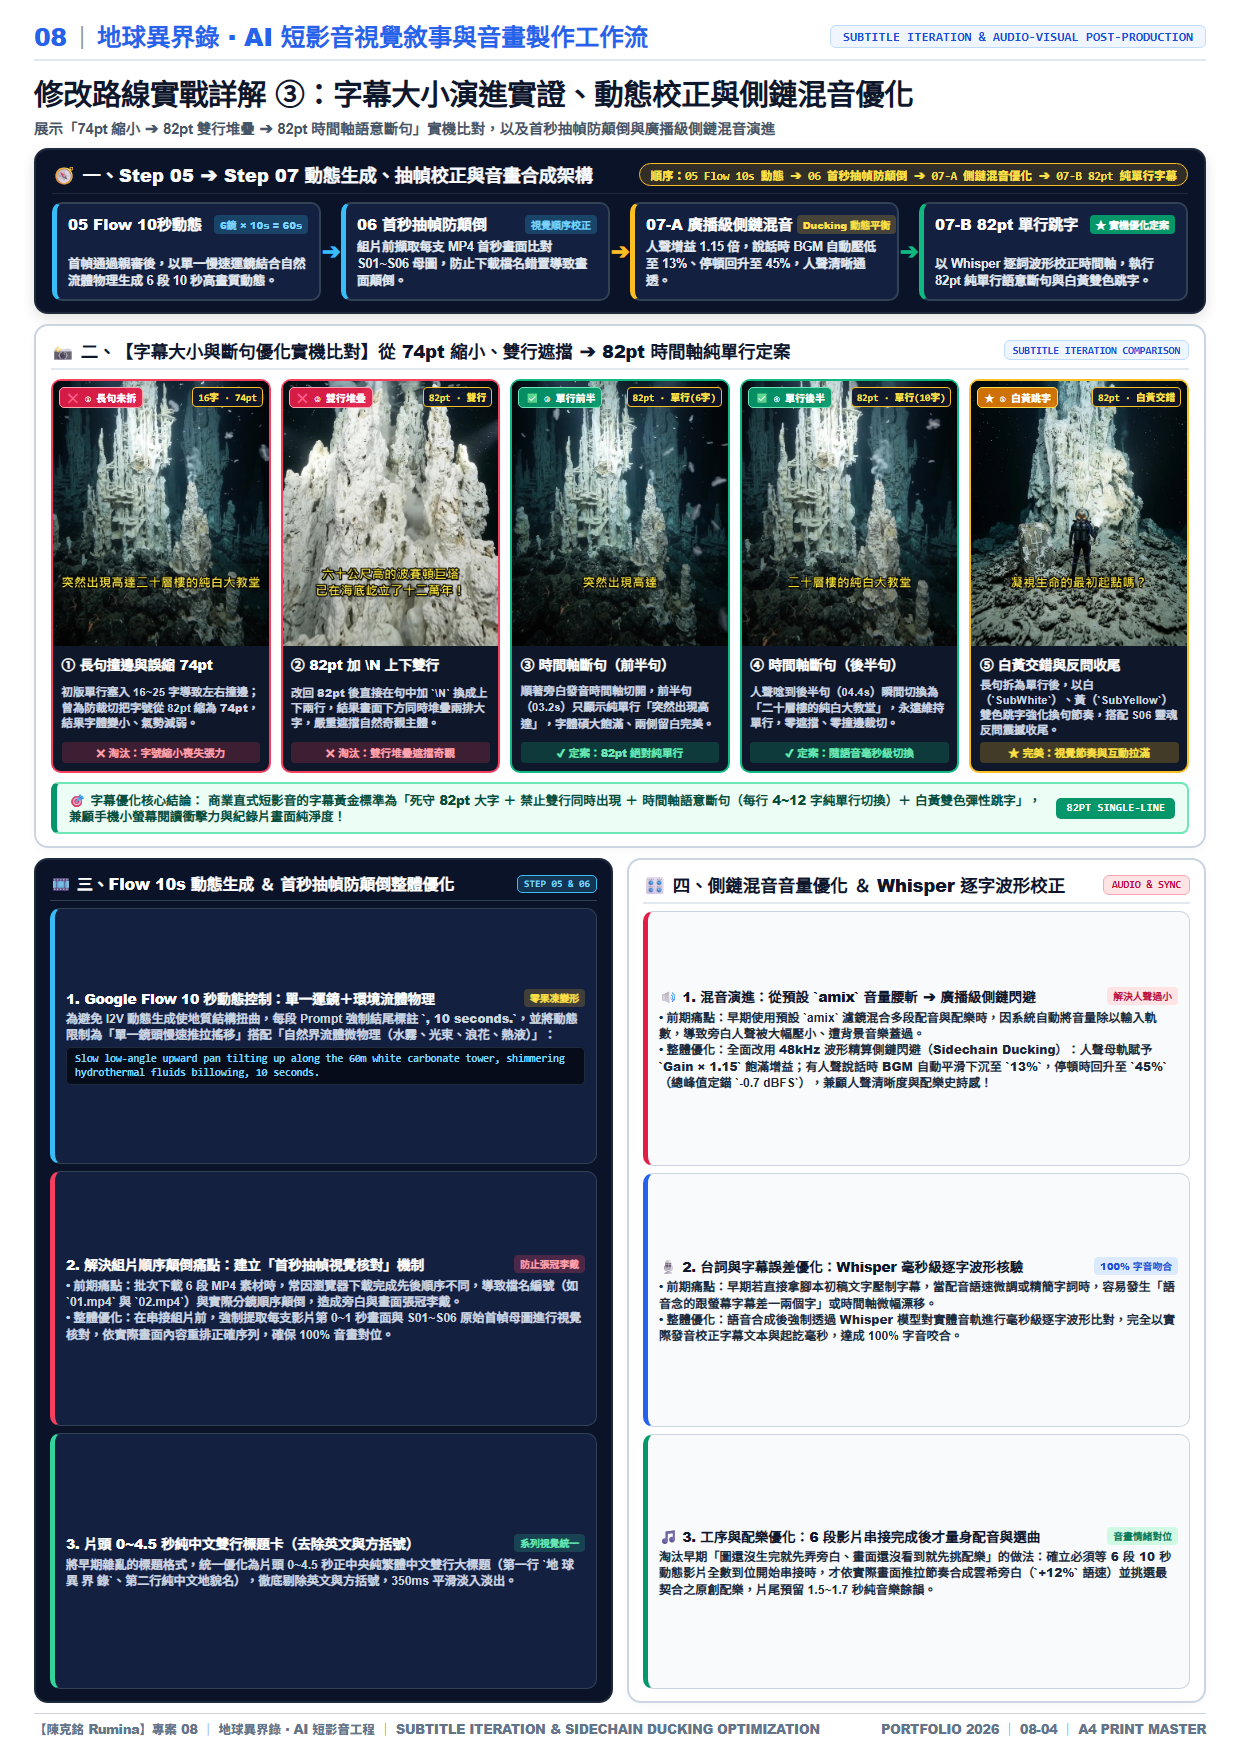 08 | 地球異界錄・AI 短影音視覺敘事與音畫製作工作流
SUBTITLE ITERATION & AUDIO-VISUAL POST-PRODUCTION
修改路線實戰詳解 ③：字幕大小演進實證、動態校正與側鏈混音優化
展示「74pt 縮小 ➔ 82pt 雙行堆疊 ➔ 82pt 時間軸語意斷句」實機比對，以及首秒抽幀防顛倒與廣播級側鏈混音演進
🧭 一、Step 05 ➔ Step 07 動態生成、抽幀校正與音畫合成架構
順序：05 Flow 10s 動態 ➔ 06 首秒抽幀防顛倒 ➔ 07-A 側鏈混音優化 ➔ 07-B 82pt 純單行字幕
05 Flow 10秒動態
6鏡 × 10s = 60s
首幀通過親審後，以單一慢速運鏡結合自然
流體物理生成 6 段 10 秒高畫質動態。
➔
06 首秒抽幀防顛倒
視覺順序校正
組片前擷取每支 MP4 首秒畫面比對
S01~S06 母圖，防止下載檔名錯置導致畫
面顛倒。
➔
07-A 廣播級側鏈混音
Ducking 動態平衡
人聲增益 1.15 倍，說話時 BGM 自動壓低
至 13%、停頓回升至 45%，人聲清晰通
透。
➔
07-B 82pt 單行跳字
★ 實機優化定案
以 Whisper 逐詞波形校正時間軸，執行
82pt 純單行語意斷句與白黃雙色跳字。
📸 二、【字幕大小與斷句優化實機比對】從 74pt 縮小、雙行遮擋 ➔ 82pt 時間軸純單行定案
SUBTITLE ITERATION COMPARISON
❌ ① 長句未拆
16字 · 74pt
突然出現高達二十層樓的純白大教堂
① 長句撞邊與誤縮 74pt
初版單行塞入 16~25 字導致左右撞邊；
曾為防裁切把字號從 82pt 縮為 74pt，
結果字體變小、氣勢減弱。
❌ 淘汰：字號縮小喪失張力
❌ ② 雙行堆疊
82pt · 雙行
六十公尺高的波賽頓巨塔
已在海底屹立了十二萬年！
② 82pt 加 \N 上下雙行
改回 82pt 後直接在句中加 `\N` 換成上
下兩行，結果畫面下方同時堆疊兩排大
字，嚴重遮擋自然奇觀主體。
❌ 淘汰：雙行堆疊遮擋奇觀
✅ ③ 單行前半
82pt · 單行(6字)
突然出現高達
③ 時間軸斷句（前半句）
順著旁白發音時間軸切開，前半句
（03.2s）只顯示純單行「突然出現高
達」，字體碩大飽滿、兩側留白完美。
✔ 定案：82pt 絕對純單行
✅ ④ 單行後半
82pt · 單行(10字)
二十層樓的純白大教堂
④ 時間軸斷句（後半句）
人聲唸到後半句（04.4s）瞬間切換為
「二十層樓的純白大教堂」，永遠維持
單行，零遮擋、零撞邊裁切。
✔ 定案：隨語音毫秒級切換
★ ⑤ 白黃跳字
82pt · 白黃交錯
凝視生命的最初起點嗎？
⑤ 白黃交錯與反問收尾
長句拆為單行後，以白
（`SubWhite`）、黃（`SubYellow`）
雙色跳字強化換句節奏，搭配 S06 靈魂
反問震撼收尾。
★ 完美：視覺節奏與互動拉滿
🎯 字幕優化核心結論： 商業直式短影音的字幕黃金標準為「死守 82pt 大字 ＋ 禁止雙行同時出現 ＋ 時間軸語意斷句（每行 4~12 字純單行切換）＋ 白黃雙色彈性跳字」，
兼顧手機小螢幕閱讀衝擊力與紀錄片畫面純淨度！
82PT SINGLE-LINE
🎞️ 三、Flow 10s 動態生成 & 首秒抽幀防顛倒整體優化
STEP 05 & 06
1. Google Flow 10 秒動態控制：單一運鏡＋環境流體物理
零果凍變形
為避免 I2V 動態生成使地質結構扭曲，每段 Prompt 強制結尾標註 `, 10 seconds.`，並將動態
限制為「單一鏡頭慢速推拉搖移」搭配「自然界流體微物理（水霧、光束、浪花、熱液）」：
Slow low-angle upward pan tilting up along the 60m white carbonate tower, shimmering
hydrothermal fluids billowing, 10 seconds.
2. 解決組片順序顛倒痛點：建立「首秒抽幀視覺核對」機制
防止張冠李戴
• 前期痛點：批次下載 6 段 MP4 素材時，常因瀏覽器下載完成先後順序不同，導致檔名編號（如
`01.mp4` 與 `02.mp4`）與實際分鏡順序顛倒，造成旁白與畫面張冠李戴。
• 整體優化：在串接組片前，強制提取每支影片第 0~1 秒畫面與 S01~S06 原始首幀母圖進行視覺
核對，依實際畫面內容重排正確序列，確保 100% 音畫對位。
3. 片頭 0~4.5 秒純中文雙行標題卡（去除英文與方括號）
系列視覺統一
將早期雜亂的標題格式，統一優化為片頭 0~4.5 秒正中央純繁體中文雙行大標題（第一行 `地 球
異 界 錄`、第二行純中文地貌名），徹底剔除英文與方括號，350ms 平滑淡入淡出。
🎛️ 四、側鏈混音音量優化 & Whisper 逐字波形校正
AUDIO & SYNC
🔊 1. 混音演進：從預設 `amix` 音量腰斬 ➔ 廣播級側鏈閃避
解決人聲過小
• 前期痛點：早期使用預設 `amix` 濾鏡混合多段配音與配樂時，因系統自動將音量除以輸入軌
數，導致旁白人聲被大幅壓小、遭背景音樂蓋過。
• 整體優化：全面改用 48kHz 波形精算側鏈閃避（Sidechain Ducking）：人聲母軌賦予
`Gain × 1.15` 飽滿增益；有人聲說話時 BGM 自動平滑下沉至 `13%`，停頓時回升至 `45%`
（總峰值定錨 `-0.7 dBFS`），兼顧人聲清晰度與配樂史詩感！
🎙️ 2. 台詞與字幕誤差優化：Whisper 毫秒級逐字波形核驗
100% 字音吻合
• 前期痛點：早期若直接拿腳本初稿文字壓制字幕，當配音語速微調或精簡字詞時，容易發生「語
音念的跟螢幕字幕差一兩個字」或時間軸微幅漂移。
• 整體優化：語音合成後強制透過 Whisper 模型對實體音軌進行毫秒級逐字波形比對，完全以實
際發音校正字幕文本與起訖毫秒，達成 100% 字音咬合。
🎵 3. 工序與配樂優化：6 段影片串接完成後才量身配音與選曲
音畫情緒對位
淘汰早期「圖還沒生完就先弄旁白、畫面還沒看到就先挑配樂」的做法：確立必須等 6 段 10 秒
動態影片全數到位開始串接時，才依實際畫面推拉節奏合成雲希旁白（`+12%` 語速）並挑選最
契合之原創配樂，片尾預留 1.5~1.7 秒純音樂餘韻。
【陳克銘 Rumina】專案 08 | 地球異界錄・AI 短影音工程 | SUBTITLE ITERATION & SIDECHAIN DUCKING OPTIMIZATION
PORTFOLIO 2026 | 08-04 | A4 PRINT MASTER